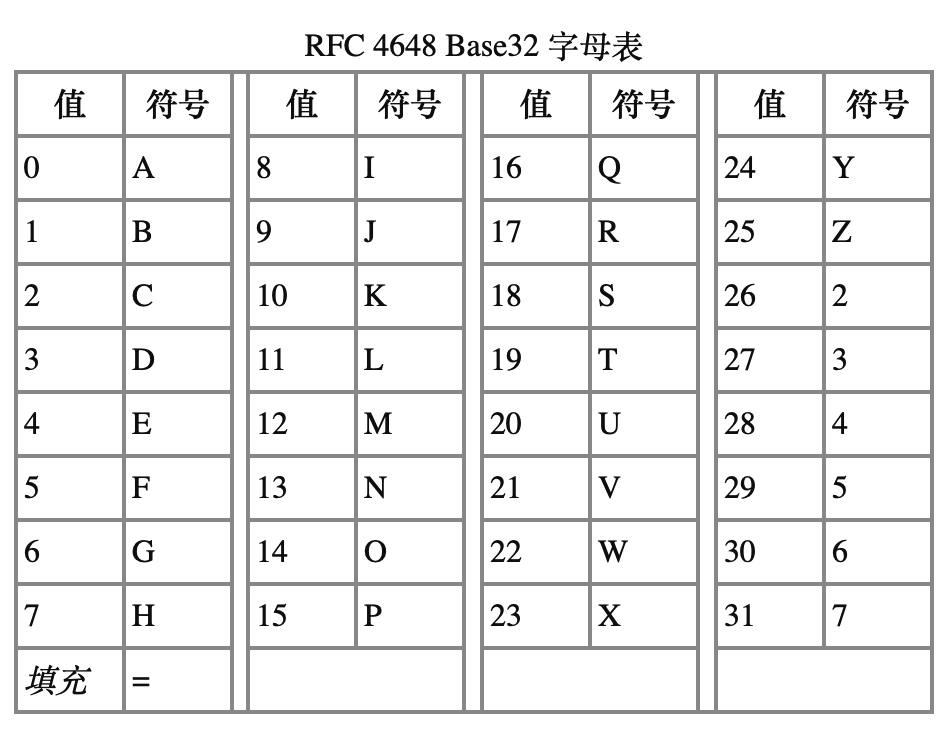 RFC 4648 Base32 字母表
值 符号 值 符号 值 符号 值 符号
0 A 8 I 16 Q 24 Y
1 B 9 J 17 R 25 Z
2 C 10 K 18 S 26 2
3 D 11 L 19 T 27 3
4 E 12 M 20 U 28 4
5 F 13 N 21 V 29 5
6 G 14 O 22 W 30 6
7 H 15 P 23 X 31 7
填充 =